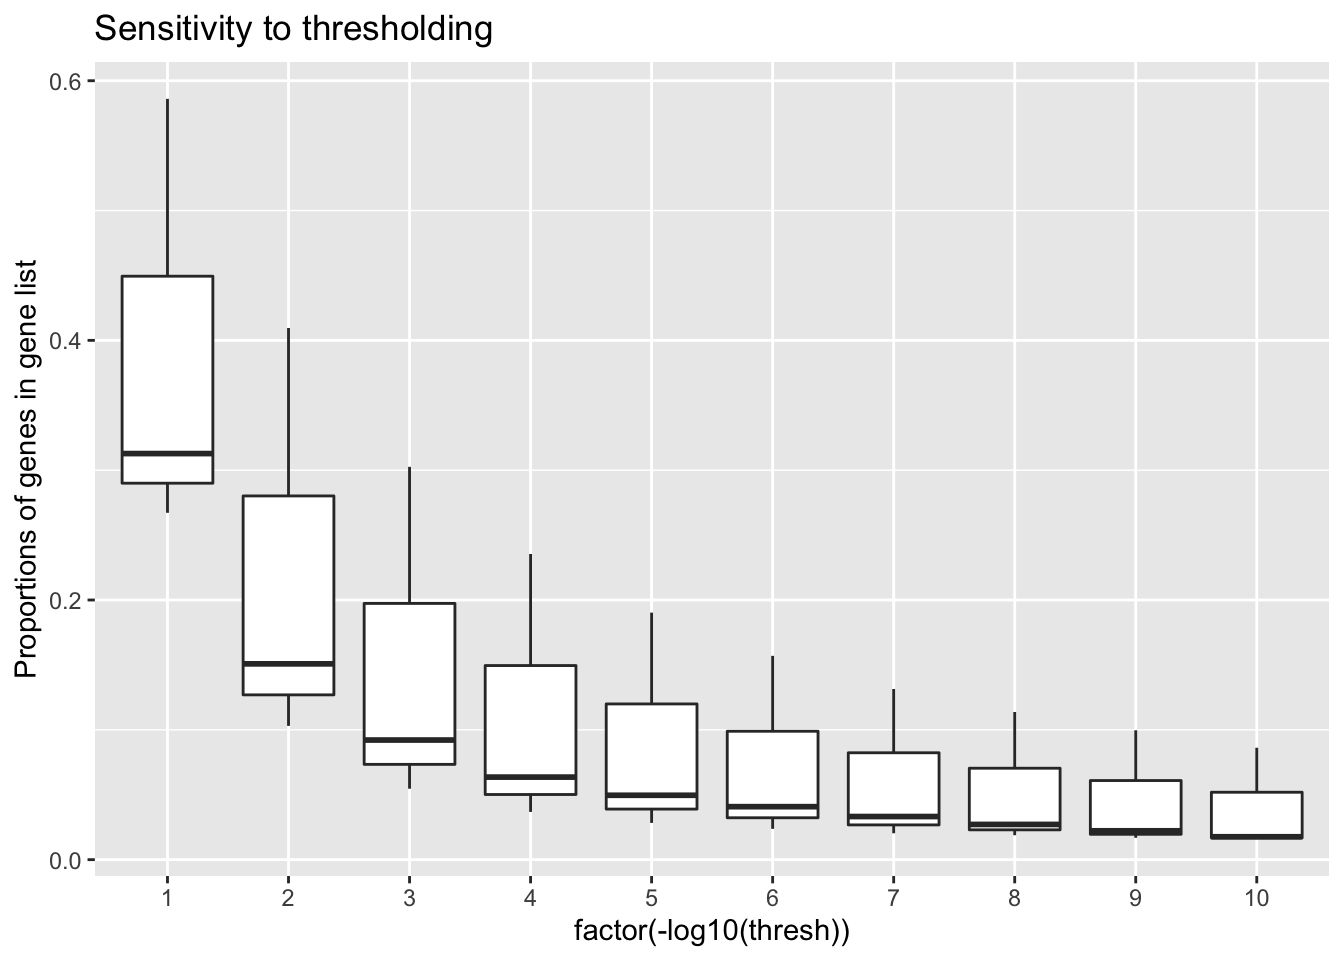 Sensitivity to thresholding
Proportions of genes in gene list
0.6
0.4
0.2
0.0
1 2 3 4 5 6 7 8 9 10
factor(-log10(thresh))